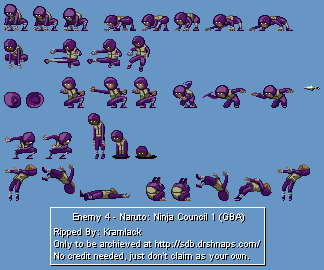 Enemy 4 - Naruto: Ninja Council 1 (GBA)
Ripped By: Kramlack
Only to be archieved at http://sdb.drshnaps.com/
No credit needed, just don't claim as your own.